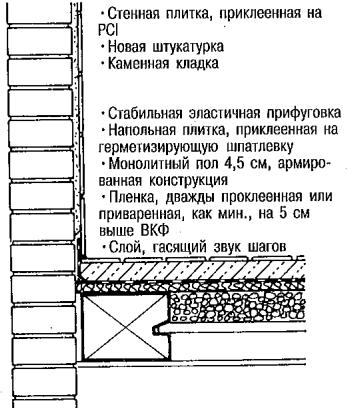 • Стенная плитка, приклеенная на
PCI
• Новая штукатурка
• Каменная кладка
• Стабильная эластичная прифуговка
• Напольная плитка, приклеенная на
герметизирующую шпатлевку
• Монолитный пол 4,5 см, армиро-
ванная конструкция
• Пленка, дважды проклеенная или
приваренная, как мин., на 5 см
выше ВКФ
• Слой, гасящий звук шагов